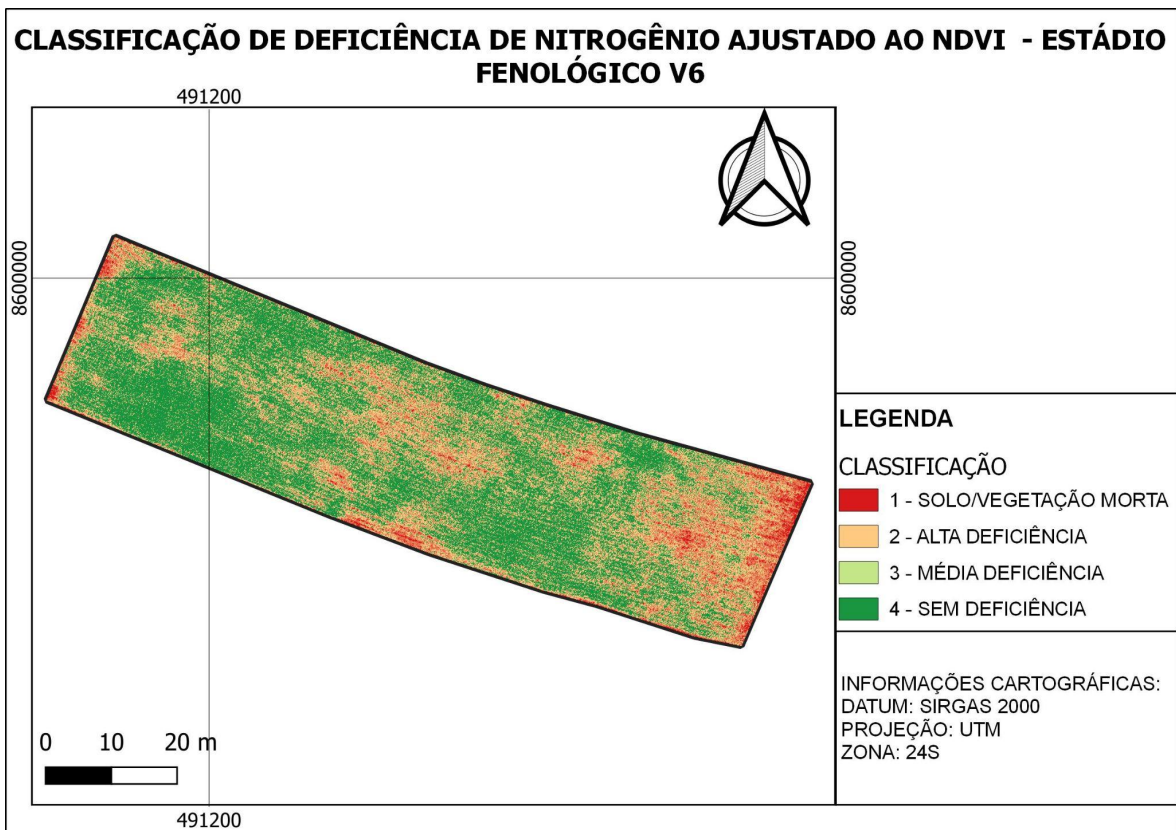 CLASSIFICAÇÃO DE DEFICIÊNCIA DE NITROGÊNIO AJUSTADO AO NDVI - ESTÁDIO
FENOLÓGICO V6
491200
8600000
8600000
LEGENDA
CLASSIFICAÇÃO
1 - SOLO/VEGETAÇÃO MORTA
2 - ALTA DEFICIÊNCIA
3 - MÉDIA DEFICIÊNCIA
4 - SEM DEFICIÊNCIA
INFORMAÇÕES CARTOGRÁFICAS:
DATUM: SIRGAS 2000
PROJEÇÃO: UTM
ZONA: 24S
0 10 20 m
491200